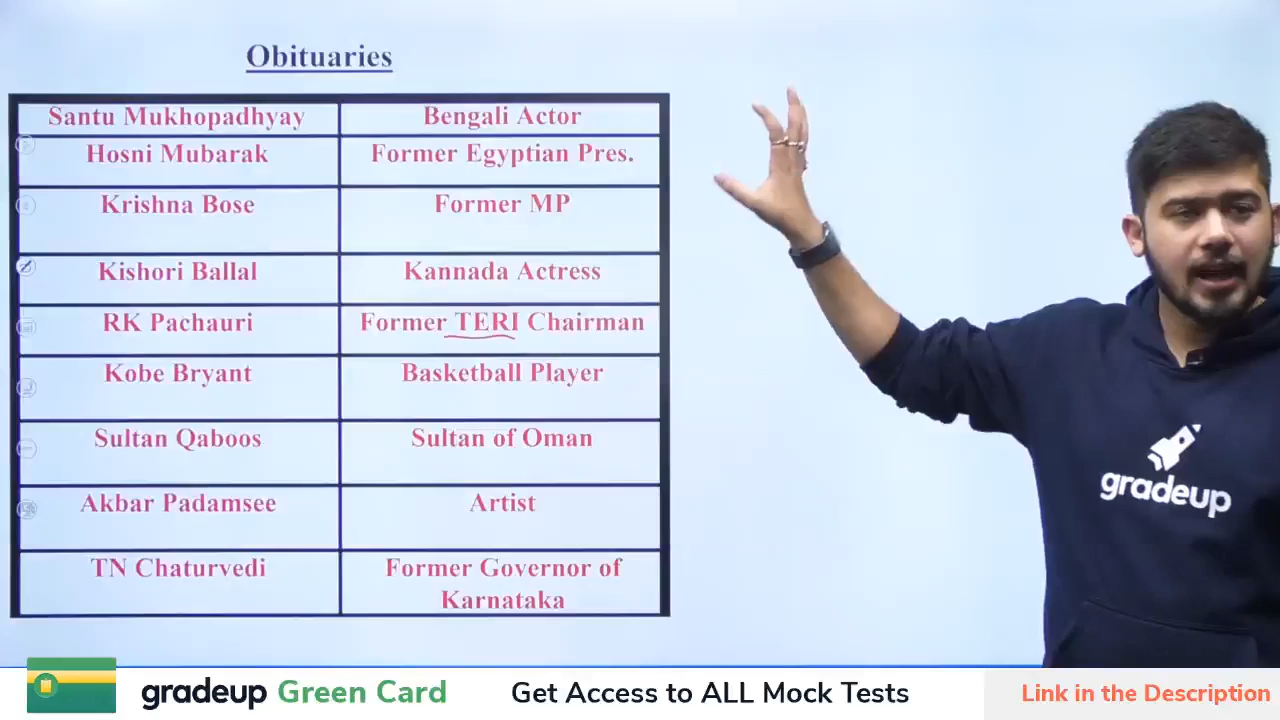 Obituaries
Santu Mukhopadhyay Bengali Actor
Hosni Mubarak Former Egyptian Pres.
Krishna Bose Former MP
Kishori Ballal Kannada Actress
RK Pachauri Former TERI Chairman
Kobe Bryant Basketball Player
Sultan Qaboos Sultan of Oman
Akbar Padamsee Artist
TN Chaturvedi Former Governor of
Karnataka
gradeup
gradeup Green Card Get Access to ALL Mock Tests Link in the Description